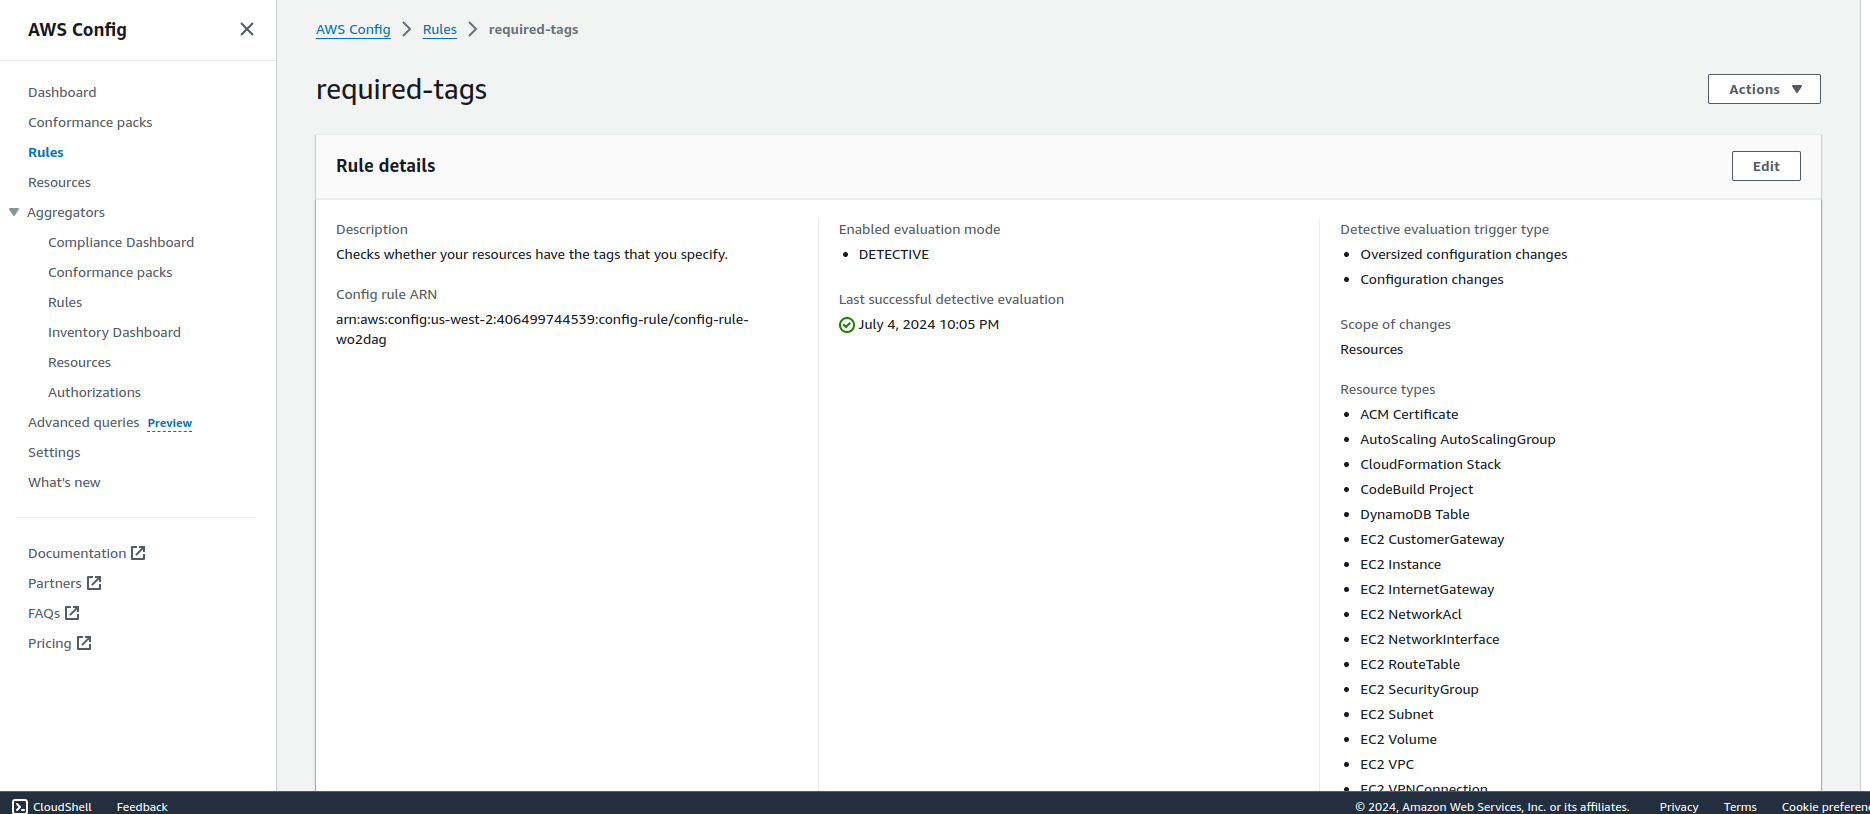 AWS Config
Dashboard
Conformance packs
Rules
Resources
Aggregators
Compliance Dashboard
Conformance packs
Rules
Inventory Dashboard
Resources
Authorizations
Advanced queries Preview
Settings
What's new
Documentation
Partners
FAQs
Pricing
AWS Config Rules required-tags
required-tags
Actions
Rule details
Edit
Description
Checks whether your resources have the tags that you specify.
Config rule ARN
arn:aws:config:us-west-2:406499744539:config-rule/config-rule-
wo2dag
Enabled evaluation mode
DETECTIVE
Last successful detective evaluation
July 4, 2024 10:05 PM
Detective evaluation trigger type
Oversized configuration changes
Configuration changes
Scope of changes
Resources
Resource types
ACM Certificate
AutoScaling AutoScalingGroup
CloudFormation Stack
CodeBuild Project
DynamoDB Table
EC2 CustomerGateway
EC2 Instance
EC2 InternetGateway
EC2 NetworkAcl
EC2 NetworkInterface
EC2 RouteTable
EC2 SecurityGroup
EC2 Subnet
EC2 Volume
EC2 VPC
EC2 VPNConnection
CloudShell Feedback
© 2024, Amazon Web Services, Inc. or its affiliates. Privacy Terms Cookie preferen